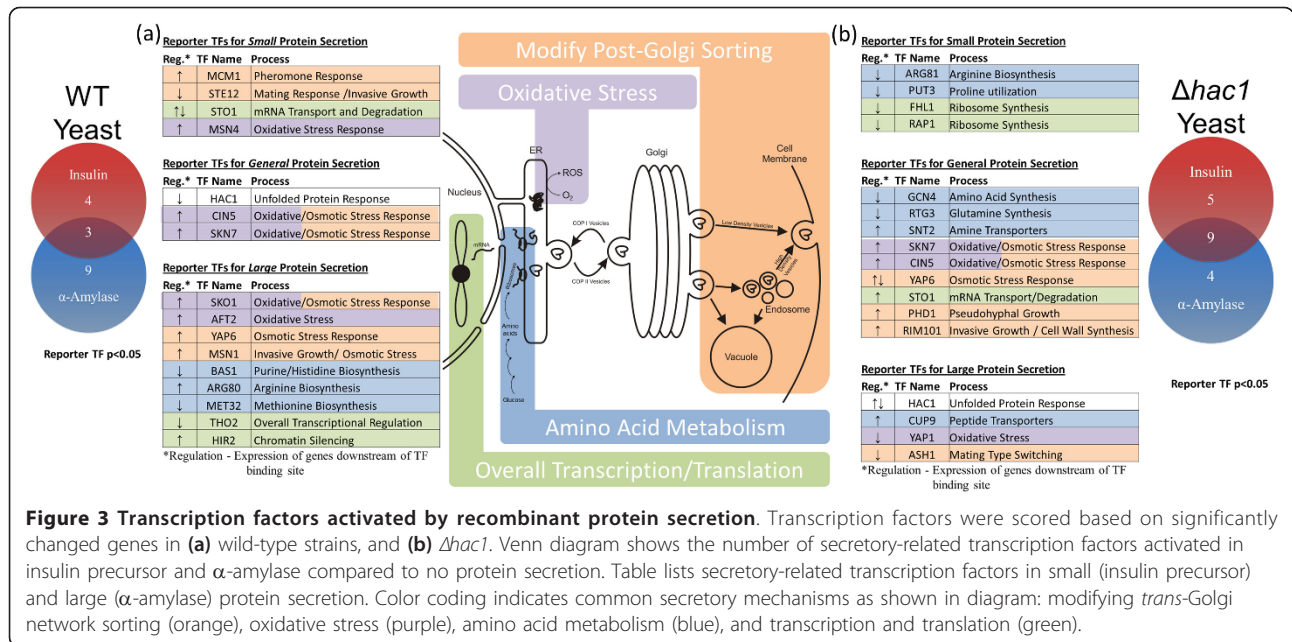 (a)
WT
Yeast
Insulin
4
3
9
α-Amylase
Reporter TF p<0.05
Reporter TFs for Small Protein Secretion
Reg.* TF Name Process
↑ MCM1 Pheromone Response
↓ STE12 Mating Response /Invasive Growth
↑↓ STO1 mRNA Transport and Degradation
↑ MSN4 Oxidative Stress Response
Reporter TFs for General Protein Secretion
Reg.* TF Name Process
↓ HAC1 Unfolded Protein Response
↑ CIN5 Oxidative/Osmotic Stress Response
↑ SKN7 Oxidative/Osmotic Stress Response
Reporter TFs for Large Protein Secretion
Reg.* TF Name Process
↑ SKO1 Oxidative/Osmotic Stress Response
↑ AFT2 Oxidative Stress
↑ YAP6 Osmotic Stress Response
↑ MSN1 Invasive Growth/ Osmotic Stress
↓ BAS1 Purine/Histidine Biosynthesis
↑ ARG80 Arginine Biosynthesis
↓ MET32 Methionine Biosynthesis
↓ THO2 Overall Transcriptional Regulation
↑ HIR2 Chromatin Silencing
*Regulation - Expression of genes downstream of TF
binding site
Modify Post-Golgi Sorting
Oxidative Stress
ER
ROS
O2
Nucleus
mRNA
Ribosome
Amino
acids
Glucose
COP I Vesicles
COP II Vesicles
Golgi
Cell
Membrane
Low Density Vesicles
High
Density
Vesicles
Endosome
Vacuole
Amino Acid Metabolism
Overall Transcription/Translation
(b)
Reporter TFs for Small Protein Secretion
Reg.* TF Name Process
↓ ARG81 Arginine Biosynthesis
↓ PUT3 Proline utilization
↓ FHL1 Ribosome Synthesis
↓ RAP1 Ribosome Synthesis
Reporter TFs for General Protein Secretion
Reg.* TF Name Process
↓ GCN4 Amino Acid Synthesis
↓ RTG3 Glutamine Synthesis
↑ SNT2 Amine Transporters
↑ SKN7 Oxidative/Osmotic Stress Response
↑ CIN5 Oxidative/Osmotic Stress Response
↑↓ YAP6 Osmotic Stress Response
↑ STO1 mRNA Transport/Degradation
↑ PHD1 Pseudohyphal Growth
↑ RIM101 Invasive Growth / Cell Wall Synthesis
Reporter TFs for Large Protein Secretion
Reg.* TF Name Process
↑↓ HAC1 Unfolded Protein Response
↑ CUP9 Peptide Transporters
↓ YAP1 Oxidative Stress
↓ ASH1 Mating Type Switching
*Regulation - Expression of genes downstream of TF
binding site
Δhac1
Yeast
Insulin
5
9
4
α-Amylase
Reporter TF p<0.05
Figure 3 Transcription factors activated by recombinant protein secretion. Transcription factors were scored based on significantly
changed genes in (a) wild-type strains, and (b) Δhac1. Venn diagram shows the number of secretory-related transcription factors activated in
insulin precursor and α-amylase compared to no protein secretion. Table lists secretory-related transcription factors in small (insulin precursor)
and large (α-amylase) protein secretion. Color coding indicates common secretory mechanisms as shown in diagram: modifying trans-Golgi
network sorting (orange), oxidative stress (purple), amino acid metabolism (blue), and transcription and translation (green).